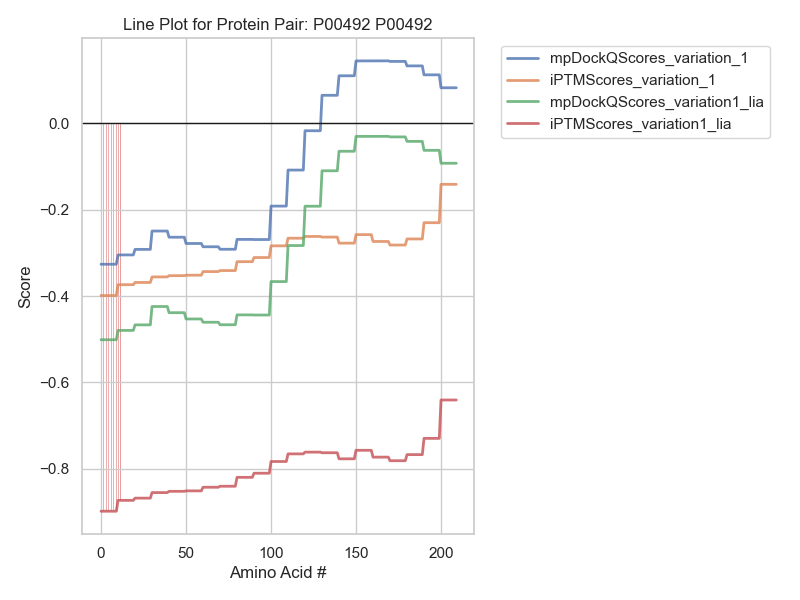 Line Plot for Protein Pair: P00492 P00492
mpDockQScores_variation_1
iPTMScores_variation_1
mpDockQScores_variation1_lia
iPTMScores_variation1_lia
0.0
−0.2
−0.4
−0.6
−0.8
Score
0 50 100 150 200
Amino Acid #